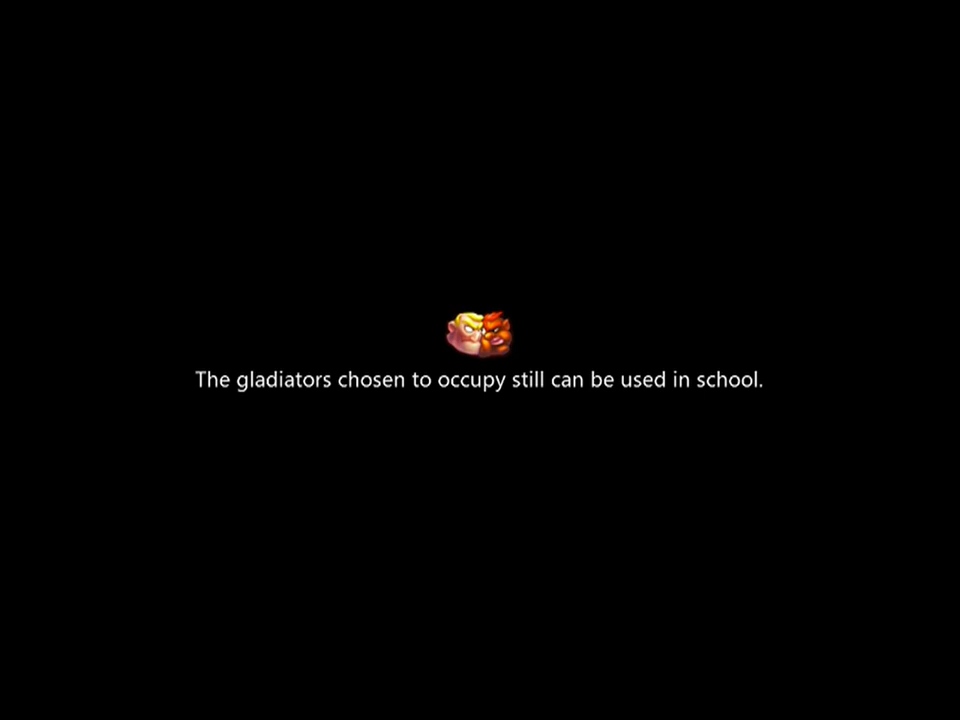 The gladiators chosen to occupy still can be used in school.